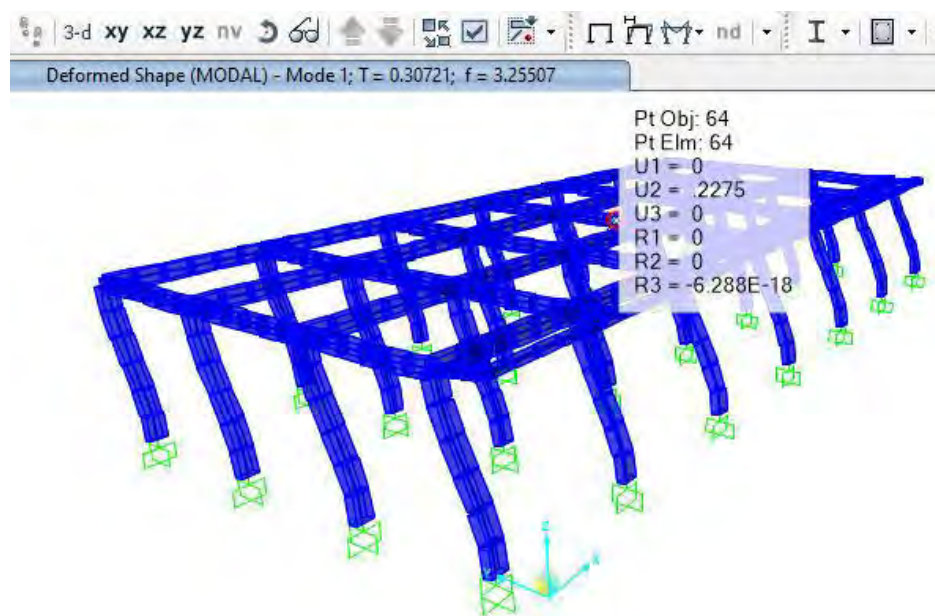 3-d xy xz yz nv nd
Deformed Shape (MODAL) - Mode 1; T = 0.30721; f = 3.25507
Pt Obj: 64
Pt Elm: 64
U1 = 0
U2 = .2275
U3 = 0
R1 = 0
R2 = 0
R3 = -6.288E-18
Z